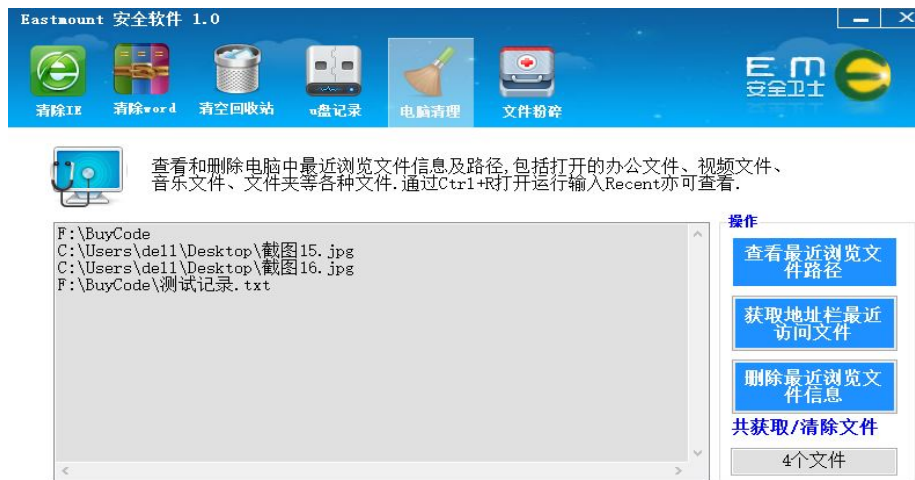 Eastmount 安全软件 1.0
清除IE
清除word
清空回收站
u盘记录
电脑清理
文件粉碎
EMO
安全卫士
查看和删除电脑中最近浏览文件信息及路径,包括打开的办公文件、视频文件、
音乐文件、文件夹等各种文件.通过Ctrl+R打开运行输入Recent亦可查看.
F:\BuyCode
C:\Users\dell\Desktop\截图15.jpg
C:\Users\dell\Desktop\截图16.jpg
F:\BuyCode\测试记录.txt
操作
查看最近浏览文
件路径
获取地址栏最近
访问文件
删除最近浏览文
件信息
共获取/清除文件
4个文件